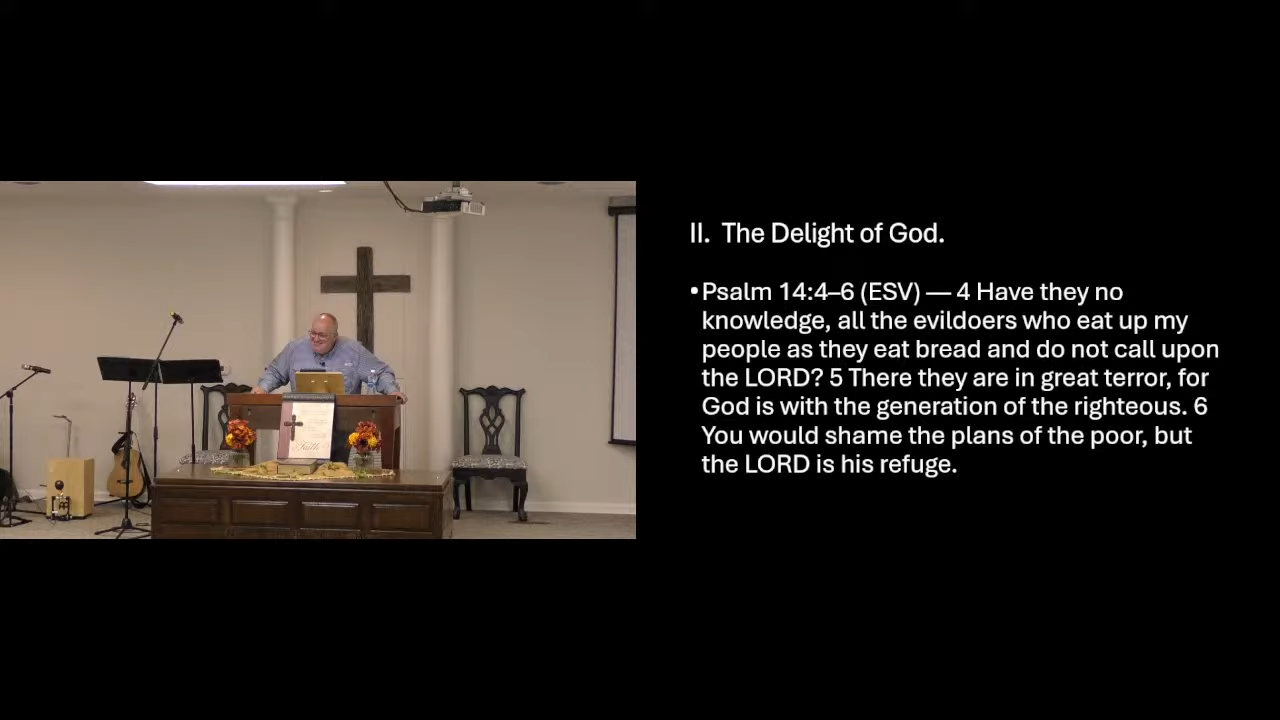 II. The Delight of God.
•Psalm 14:4–6 (ESV) — 4 Have they no
knowledge, all the evildoers who eat up my
people as they eat bread and do not call upon
the LORD? 5 There they are in great terror, for
God is with the generation of the righteous. 6
You would shame the plans of the poor, but
the LORD is his refuge.
Faith